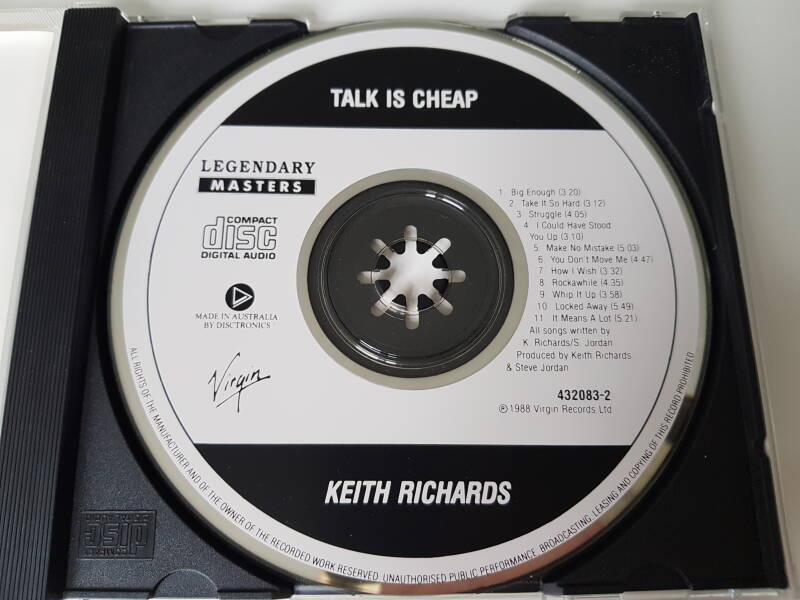 TALK IS CHEAP
LEGENDARY
MASTERS
COMPACT
disc
DIGITAL AUDIO
MADE IN AUSTRALIA
BY DISCTRONICS
Virgin
1 Big Enough (3.20)
2. Take It So Hard (3.12)
3 Struggle (4.05)
4 I Could Have Stood
You Up (3.10)
5 Make No Mistake (5.03)
6 You Don't Move Me (4.47)
7 How I Wish (3.32)
8 Rockawhile (4.35)
9 Whip It Up (3.58)
10 Locked Away (5.49)
11 It Means A Lot (5.21)
All songs written by
K. Richards/S. Jordan
Produced by Keith Richards
& Steve Jordan
432083-2
℗ 1988 Virgin Records Ltd
KEITH RICHARDS
ALL RIGHTS OF THE MANUFACTURER AND OF THE OWNER OF THE RECORDED WORK RESERVED. UNAUTHORISED PUBLIC PERFORMANCE, BROADCASTING, LEASING AND COPYING OF THIS RECORD PROHIBITED
COMPACT
disc